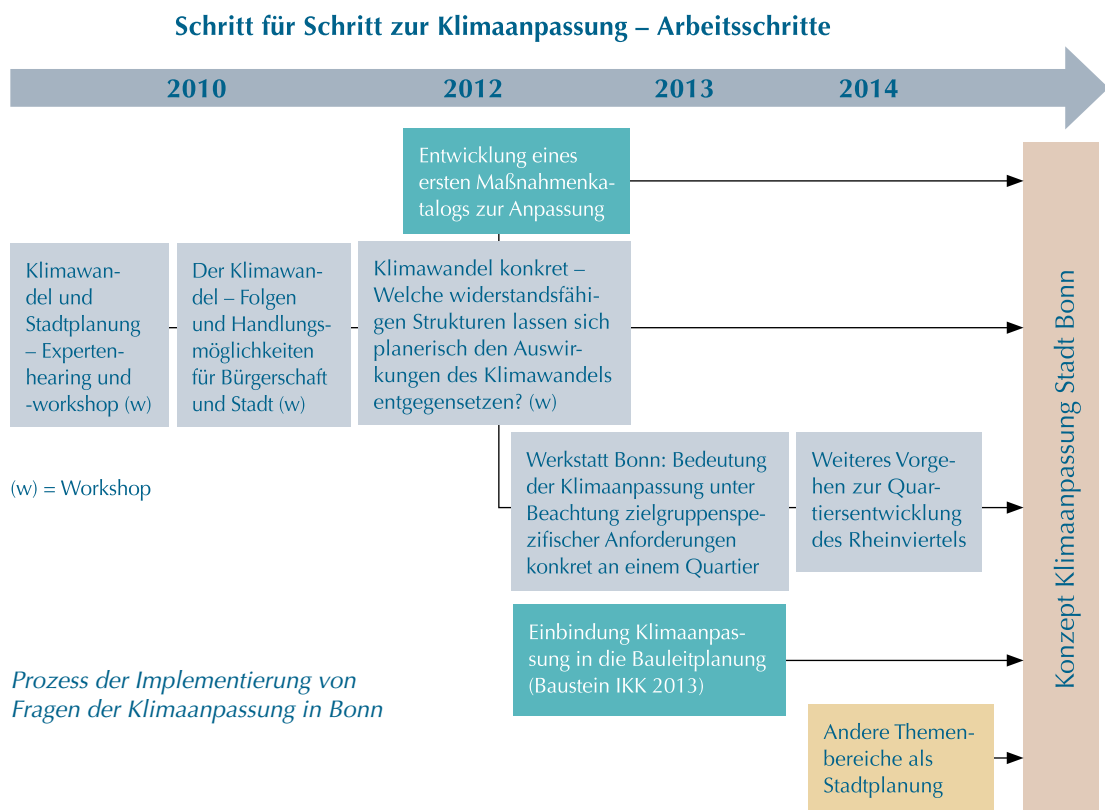 Schritt für Schritt zur Klimaanpassung – Arbeitsschritte
2010
2012
2013
2014
Entwicklung eines
ersten Maßnahmenka-
talogs zur Anpassung
Klimawan-
del und
Stadtplanung
– Experten-
hearing und
-workshop (w)
Der Klimawan-
del – Folgen
und Handlungs-
möglichkeiten
für Bürgerschaft
und Stadt (w)
Klimawandel konkret –
Welche widerstandsfähi-
gen Strukturen lassen sich
planerisch den Auswir-
kungen des Klimawandels
entgegensetzen? (w)
(w) = Workshop
Werkstatt Bonn: Bedeutung
der Klimaanpassung unter
Beachtung zielgruppenspe-
zifischer Anforderungen
konkret an einem Quartier
Weiteres Vorge-
hen zur Quar-
tiersentwicklung
des Rheinviertels
Einbindung Klimaanpas-
sung in die Bauleitplanung
(Baustein IKK 2013)
Prozess der Implementierung von
Fragen der Klimaanpassung in Bonn
Andere Themen-
bereiche als
Stadtplanung
Konzept Klimaanpassung Stadt Bonn